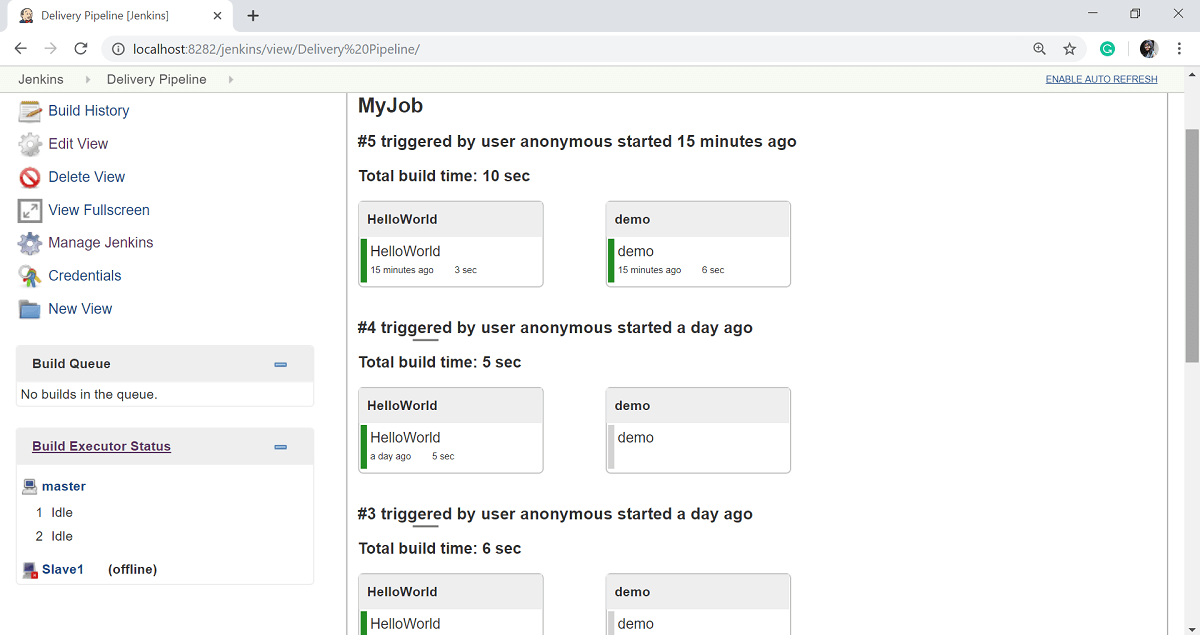 Delivery Pipeline [Jenkins]
localhost:8282/jenkins/view/Delivery%20Pipeline/
Jenkins Delivery Pipeline ENABLE AUTO REFRESH
Build History
Edit View
Delete View
View Fullscreen
Manage Jenkins
Credentials
New View
Build Queue
No builds in the queue.
Build Executor Status
master
1 Idle
2 Idle
Slave1 (offline)
MyJob
#5 triggered by user anonymous started 15 minutes ago
Total build time: 10 sec
HelloWorld
HelloWorld
15 minutes ago 3 sec
demo
demo
15 minutes ago 6 sec
#4 triggered by user anonymous started a day ago
Total build time: 5 sec
HelloWorld
HelloWorld
a day ago 5 sec
demo
demo
#3 triggered by user anonymous started a day ago
Total build time: 6 sec
HelloWorld
HelloWorld
demo
demo